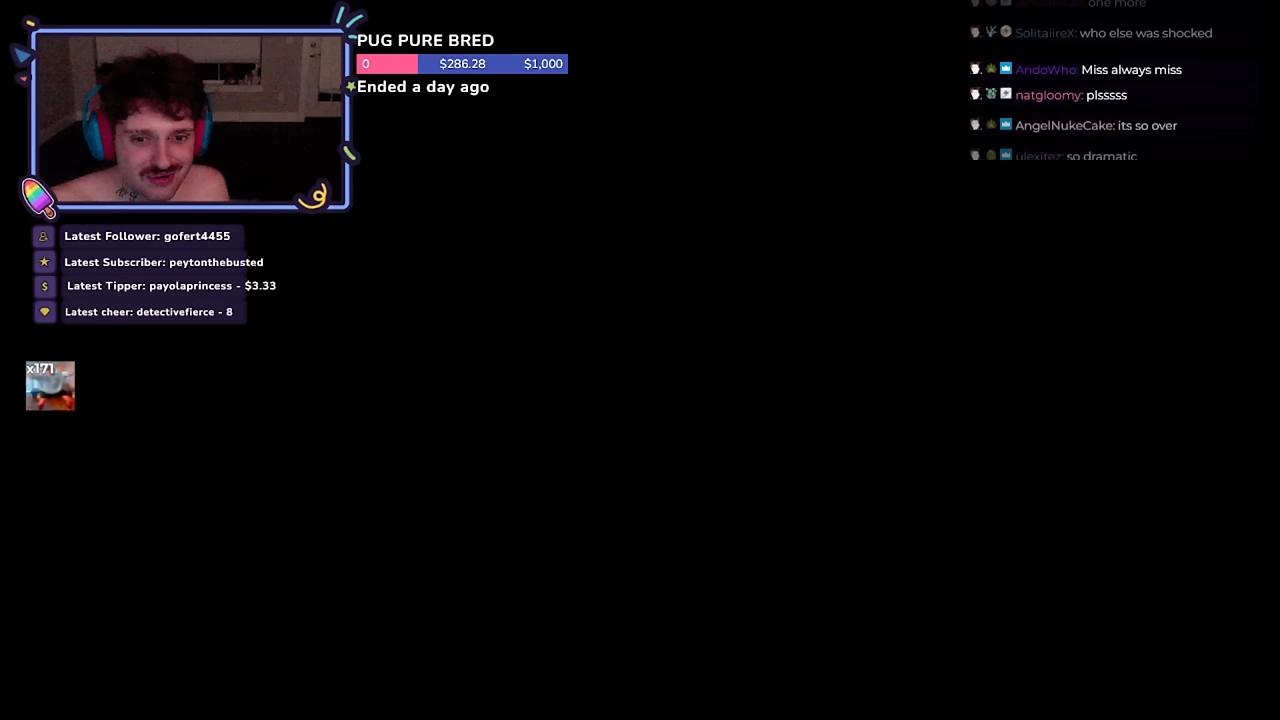 PUG PURE BRED
0 $286.28 $1,000
Ended a day ago
one more
SolitaireX: who else was shocked
AndoWho: Miss always miss
natgloomy: plsssss
AngelNukeCake: its so over
ulexitez: so dramatic
Latest Follower: gofert4455
Latest Subscriber: peytonthebusted
Latest Tipper: payolaprincess - $3.33
Latest cheer: detectivefierce - 8
x171